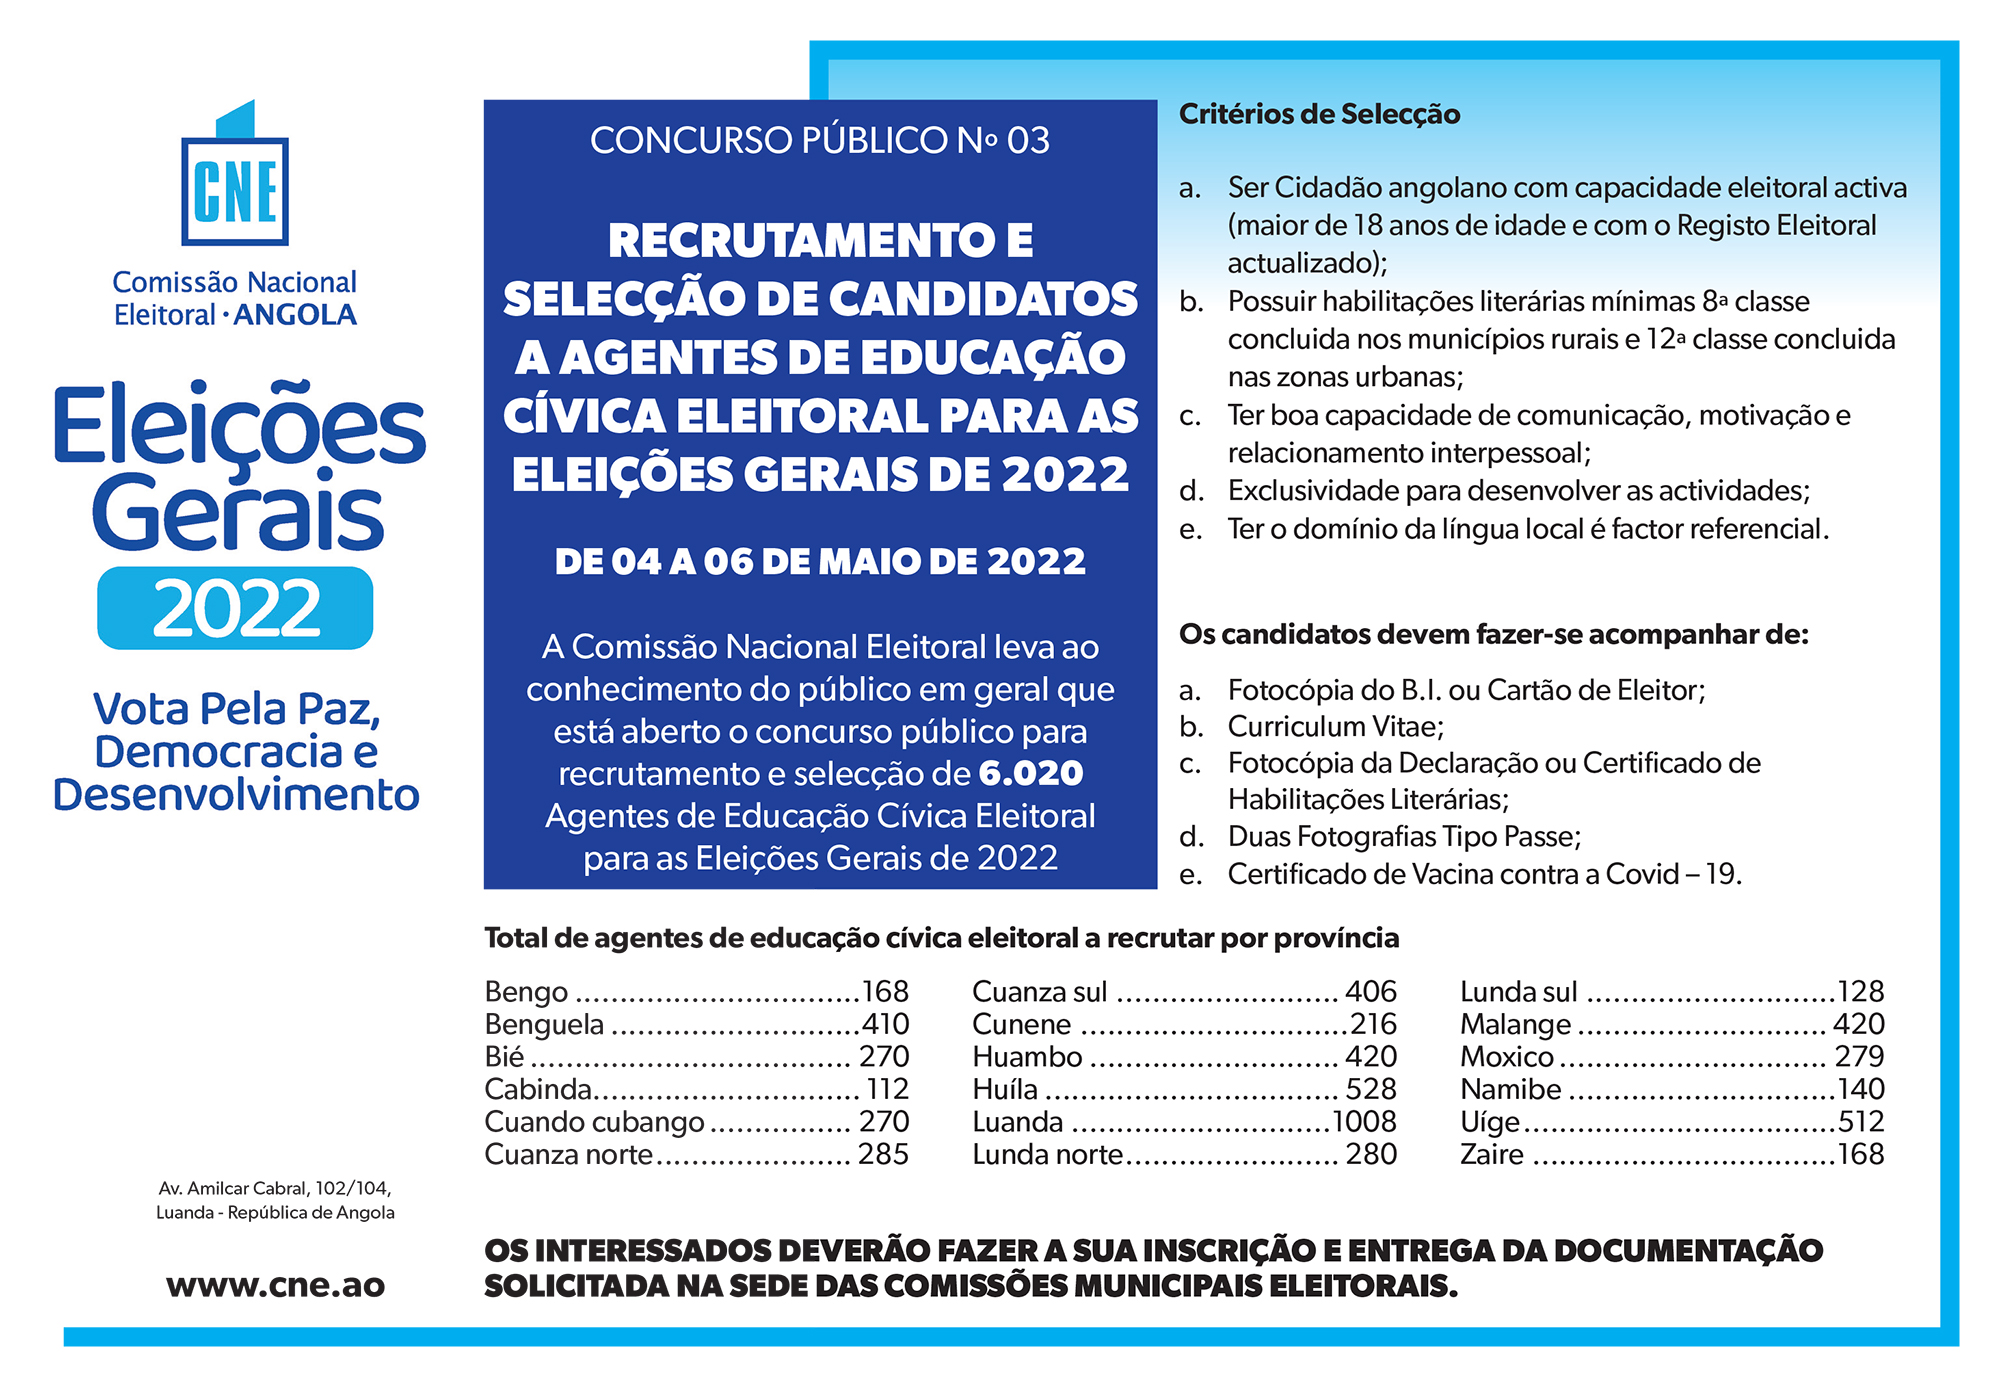 CNE
Comissão Nacional
Eleitoral · ANGOLA
Eleições
Gerais
2022
Vota Pela Paz,
Democracia e
Desenvolvimento
Av. Amilcar Cabral, 102/104,
Luanda - República de Angola
www.cne.ao
CONCURSO PÚBLICO Nº 03
RECRUTAMENTO E
SELECÇÃO DE CANDIDATOS
A AGENTES DE EDUCAÇÃO
CÍVICA ELEITORAL PARA AS
ELEIÇÕES GERAIS DE 2022
DE 04 A 06 DE MAIO DE 2022
A Comissão Nacional Eleitoral leva ao
conhecimento do público em geral que
está aberto o concurso público para
recrutamento e selecção de 6.020
Agentes de Educação Cívica Eleitoral
para as Eleições Gerais de 2022
Critérios de Selecção
a. Ser Cidadão angolano com capacidade eleitoral activa
(maior de 18 anos de idade e com o Registo Eleitoral
actualizado);
b. Possuir habilitações literárias mínimas 8ª classe
concluida nos municípios rurais e 12ª classe concluida
nas zonas urbanas;
c. Ter boa capacidade de comunicação, motivação e
relacionamento interpessoal;
d. Exclusividade para desenvolver as actividades;
e. Ter o domínio da língua local é factor referencial.
Os candidatos devem fazer-se acompanhar de:
a. Fotocópia do B.I. ou Cartão de Eleitor;
b. Curriculum Vitae;
c. Fotocópia da Declaração ou Certificado de
Habilitações Literárias;
d. Duas Fotografias Tipo Passe;
e. Certificado de Vacina contra a Covid – 19.
Total de agentes de educação cívica eleitoral a recrutar por província
Bengo ................................168
Benguela ............................410
Bié .................................... 270
Cabinda.............................. 112
Cuando cubango ................ 270
Cuanza norte...................... 285
Cuanza sul ......................... 406
Cunene ..............................216
Huambo ............................ 420
Huíla ................................. 528
Luanda .............................1008
Lunda norte........................ 280
Lunda sul ............................128
Malange ............................ 420
Moxico .............................. 279
Namibe ..............................140
Uíge...................................512
Zaire ..................................168
OS INTERESSADOS DEVERÃO FAZER A SUA INSCRIÇÃO E ENTREGA DA DOCUMENTAÇÃO
SOLICITADA NA SEDE DAS COMISSÕES MUNICIPAIS ELEITORAIS.